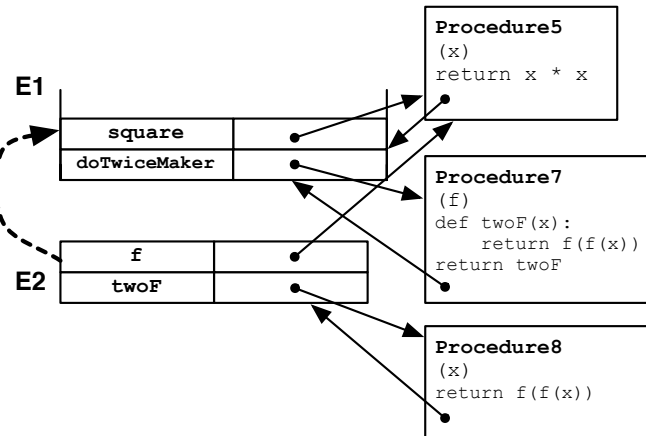 E1
square
doTwiceMaker
E2
f
twoF
Procedure5
(x)
return x * x
Procedure7
(f)
def twoF(x):
    return f(f(x))
return twoF
Procedure8
(x)
return f(f(x))